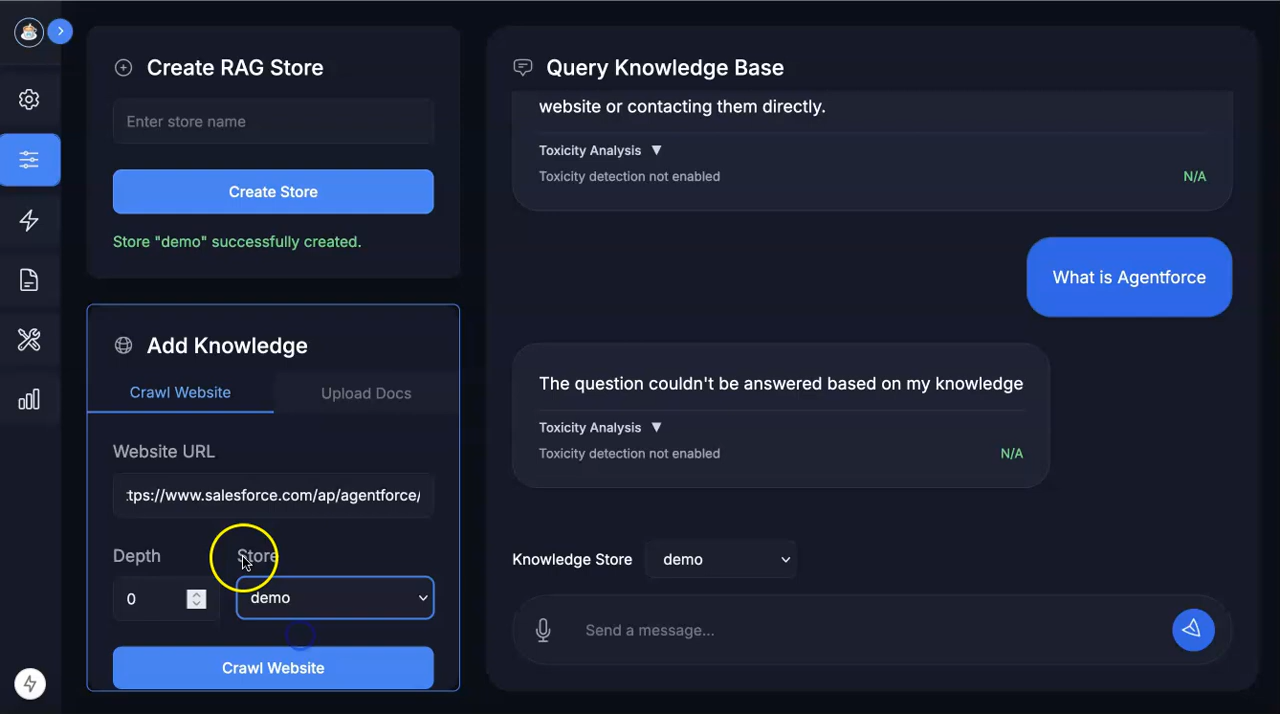 Create RAG Store
Enter store name
Create Store
Store "demo" successfully created.
Add Knowledge
Crawl Website
Upload Docs
Website URL
tps://www.salesforce.com/ap/agentforce/
Depth
Store
0
demo
Crawl Website
Query Knowledge Base
website or contacting them directly.
Toxicity Analysis ▼
Toxicity detection not enabled
N/A
What is Agentforce
The question couldn't be answered based on my knowledge
Toxicity Analysis ▼
Toxicity detection not enabled
N/A
Knowledge Store
demo
Send a message...